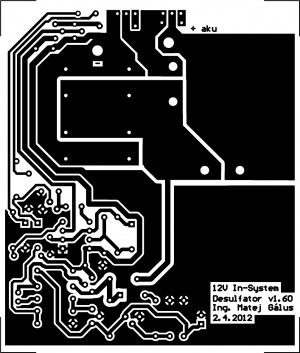 + aku
12V In-System
Desulfator v1.60
Ing. Matej Gálus
2.4.2012